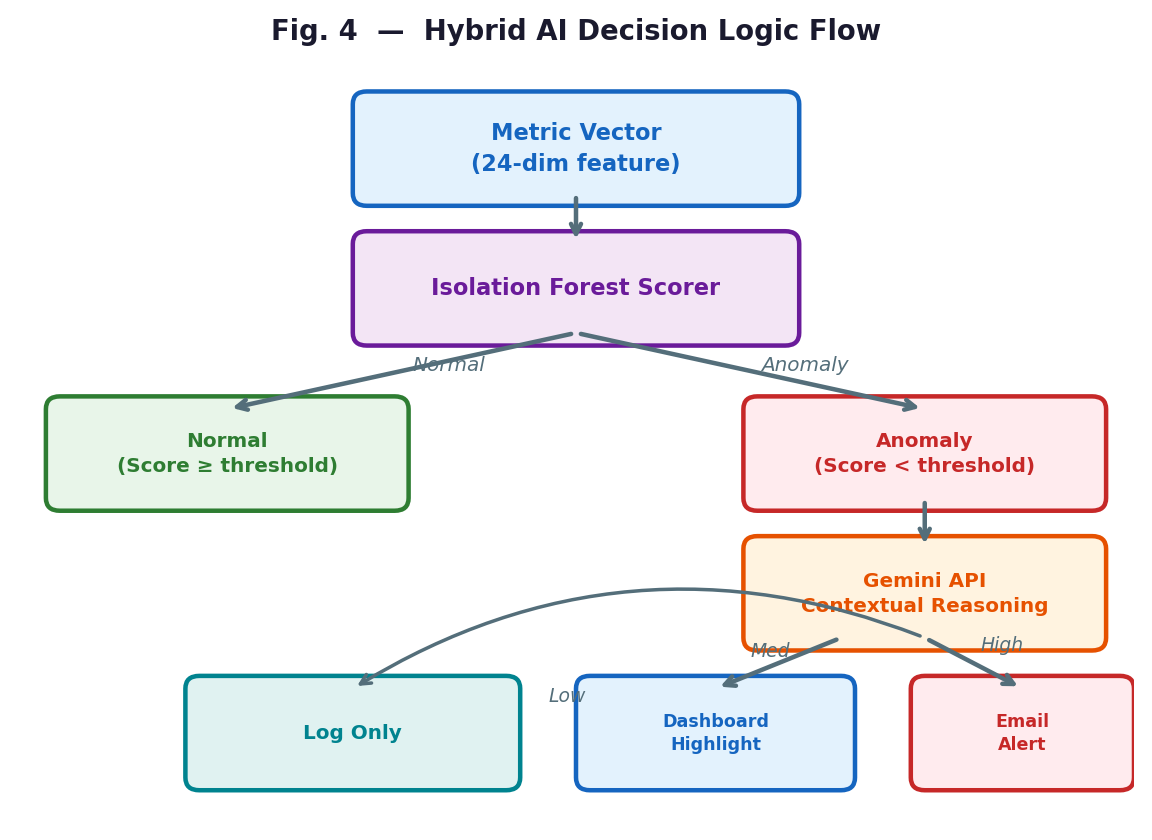 Fig. 4 — Hybrid AI Decision Logic Flow
Metric Vector
(24-dim feature)
Isolation Forest Scorer
Normal
Anomaly
Normal
(Score ≥ threshold)
Anomaly
(Score < threshold)
Gemini API
Contextual Reasoning
High
Med
Low
Log Only
Dashboard
Highlight
Email
Alert